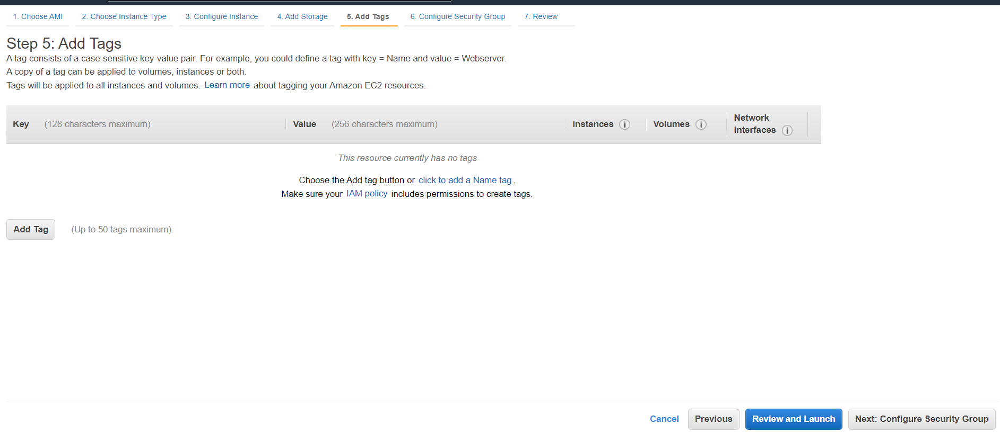 1. Choose AMI 2. Choose Instance Type 3. Configure Instance 4. Add Storage 5. Add Tags 6. Configure Security Group 7. Review
Step 5: Add Tags
A tag consists of a case-sensitive key-value pair. For example, you could define a tag with key = Name and value = Webserver.
A copy of a tag can be applied to volumes, instances or both.
Tags will be applied to all instances and volumes. Learn more about tagging your Amazon EC2 resources.
Key (128 characters maximum) Value (256 characters maximum) Instances i Volumes i Network
Interfaces i
This resource currently has no tags
Choose the Add tag button or click to add a Name tag.
Make sure your IAM policy includes permissions to create tags.
Add Tag (Up to 50 tags maximum)
Cancel Previous Review and Launch Next: Configure Security Group